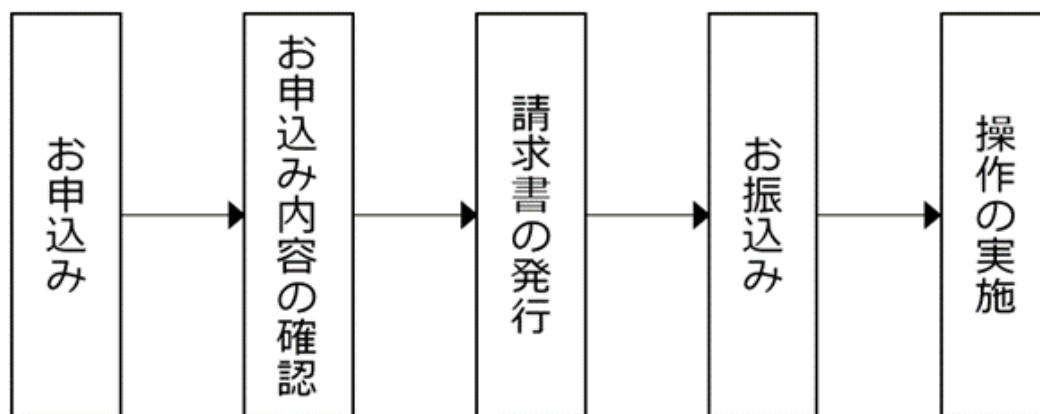 お申込み
お申込み内容の確認
請求書の発行
お振込み
操作の実施